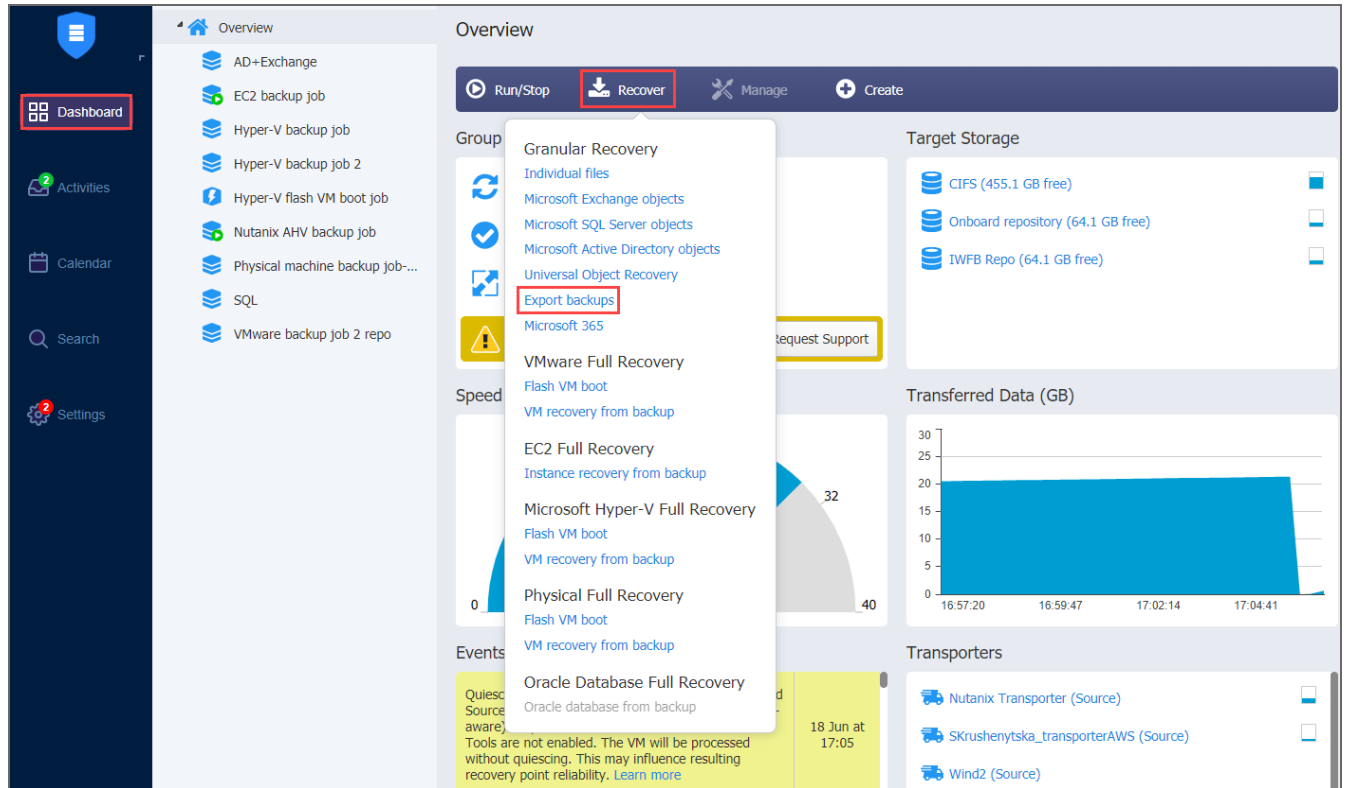 Dashboard
2
Activities
Calendar
Search
2
Settings
Overview
AD+Exchange
EC2 backup job
Hyper-V backup job
Hyper-V backup job 2
Hyper-V flash VM boot job
Nutanix AHV backup job
Physical machine backup job-...
SQL
VMware backup job 2 repo
Overview
Run/Stop
Recover
Manage
Create
Group
Granular Recovery
Individual files
Microsoft Exchange objects
Microsoft SQL Server objects
Microsoft Active Directory objects
Universal Object Recovery
Export backups
Microsoft 365
VMware Full Recovery
Flash VM boot
VM recovery from backup
EC2 Full Recovery
Instance recovery from backup
Microsoft Hyper-V Full Recovery
Flash VM boot
VM recovery from backup
Physical Full Recovery
Flash VM boot
VM recovery from backup
Oracle Database Full Recovery
Oracle database from backup
Request Support
Speed
0
32
40
Events
Quiesc
d
Source
aware)
Tools are not enabled. The VM will be processed
without quiescing. This may influence resulting
recovery point reliability. Learn more
18 Jun at
17:05
Target Storage
CIFS (455.1 GB free)
Onboard repository (64.1 GB free)
IWFB Repo (64.1 GB free)
Transferred Data (GB)
30
25
20
15
10
5
0
16:57:20 16:59:47 17:02:14 17:04:41
Transporters
Nutanix Transporter (Source)
SKrushenytska_transporterAWS (Source)
Wind2 (Source)